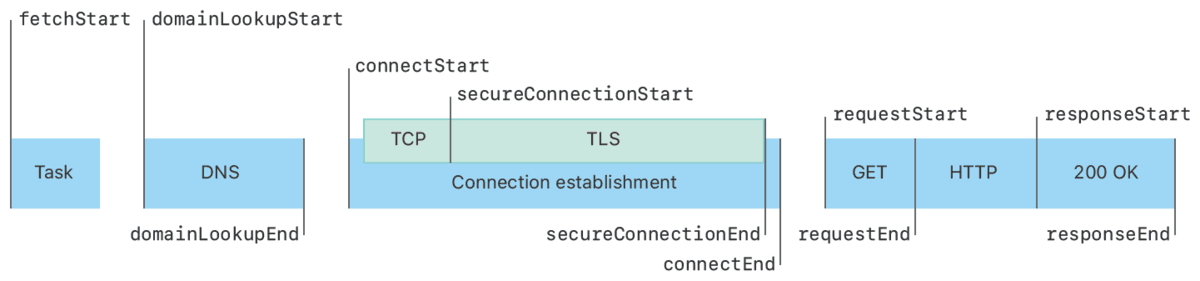 fetchStart
domainLookupStart
connectStart
secureConnectionStart
requestStart
responseStart
TCP
TLS
Task
DNS
Connection establishment
GET
HTTP
200 OK
domainLookupEnd
secureConnectionEnd
requestEnd
responseEnd
connectEnd